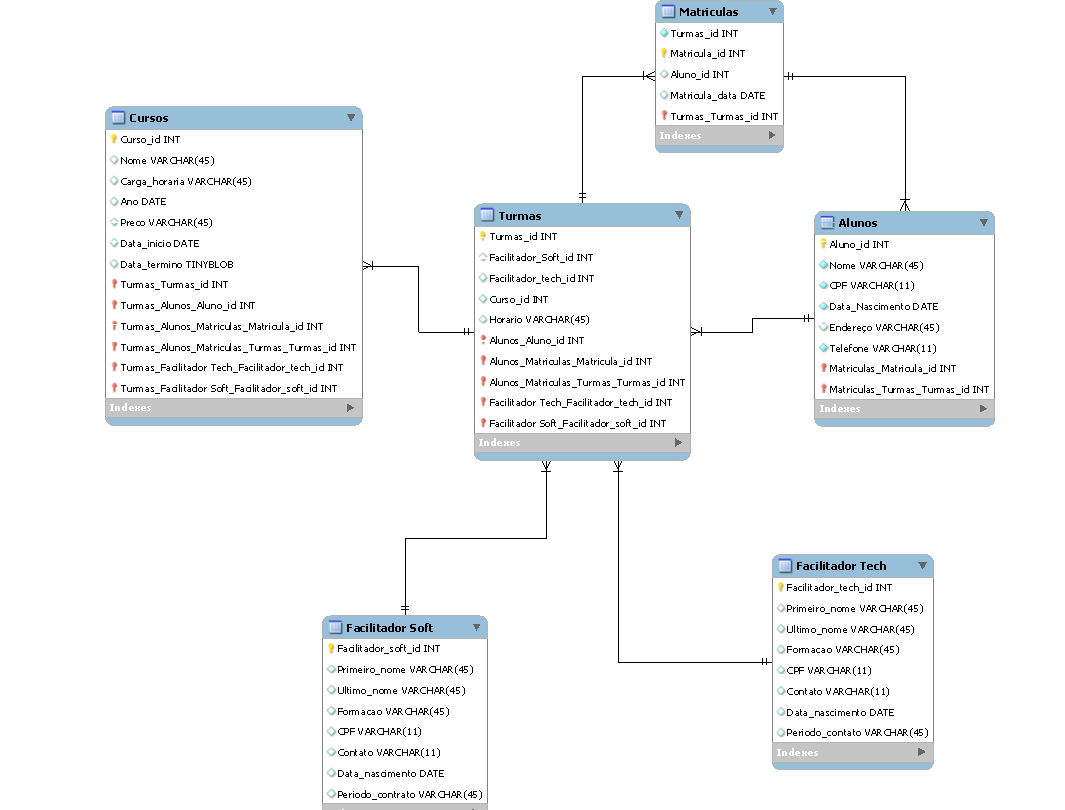 Matriculas
Turmas_id INT
Matricula_id INT
Aluno_id INT
Matricula_data DATE
Turmas_Turmas_id INT
Indexes
Cursos
Curso_id INT
Nome VARCHAR(45)
Carga_horaria VARCHAR(45)
Ano DATE
Preco VARCHAR(45)
Data_inicio DATE
Data_termino TINYBLOB
Turmas_Turmas_id INT
Turmas_Alunos_Aluno_id INT
Turmas_Alunos_Matriculas_Matricula_id INT
Turmas_Alunos_Matriculas_Turmas_Turmas_id INT
Turmas_Facilitador Tech_Facilitador_tech_id INT
Turmas_Facilitador Soft_Facilitador_soft_id INT
Indexes
Turmas
Turmas_id INT
Facilitador_Soft_id INT
Facilitador_tech_id INT
Curso_id INT
Horario VARCHAR(45)
Alunos_Aluno_id INT
Alunos_Matriculas_Matricula_id INT
Alunos_Matriculas_Turmas_Turmas_id INT
Facilitador Tech_Facilitador_tech_id INT
Facilitador Soft_Facilitador_soft_id INT
Indexes
Alunos
Aluno_id INT
Nome VARCHAR(45)
CPF VARCHAR(11)
Data_Nascimento DATE
Endereço VARCHAR(45)
Telefone VARCHAR(11)
Matriculas_Matricula_id INT
Matriculas_Turmas_Turmas_id INT
Indexes
Facilitador Soft
Facilitador_soft_id INT
Primeiro_nome VARCHAR(45)
Ultimo_nome VARCHAR(45)
Formacao VARCHAR(45)
CPF VARCHAR(11)
Contato VARCHAR(11)
Data_nascimento DATE
Periodo_contrato VARCHAR(45)
Facilitador Tech
Facilitador_tech_id INT
Primeiro_nome VARCHAR(45)
Ultimo_nome VARCHAR(45)
Formacao VARCHAR(45)
CPF VARCHAR(11)
Contato VARCHAR(11)
Data_nascimento DATE
Periodo_contato VARCHAR(45)
Indexes